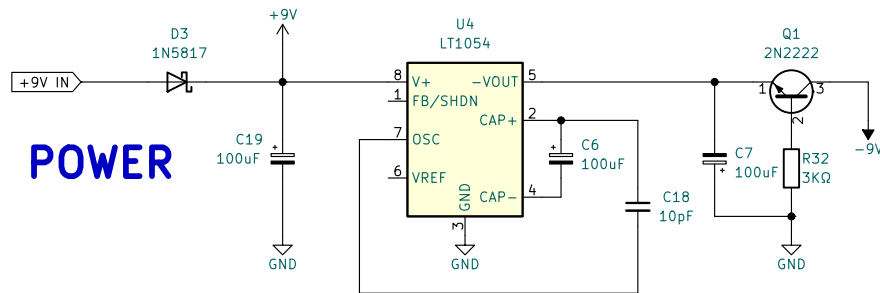 +9V IN
D3
1N5817
+9V
C19
100uF
GND
POWER
U4
LT1054
8 V+
1 FB/SHDN
7 OSC
6 VREF
-VOUT 5
CAP+ 2
CAP- 4
GND
3
GND
C6
100uF
C18
10pF
C7
100uF
Q1
2N2222
1
3
2
R32
3KΩ
GND
-9V